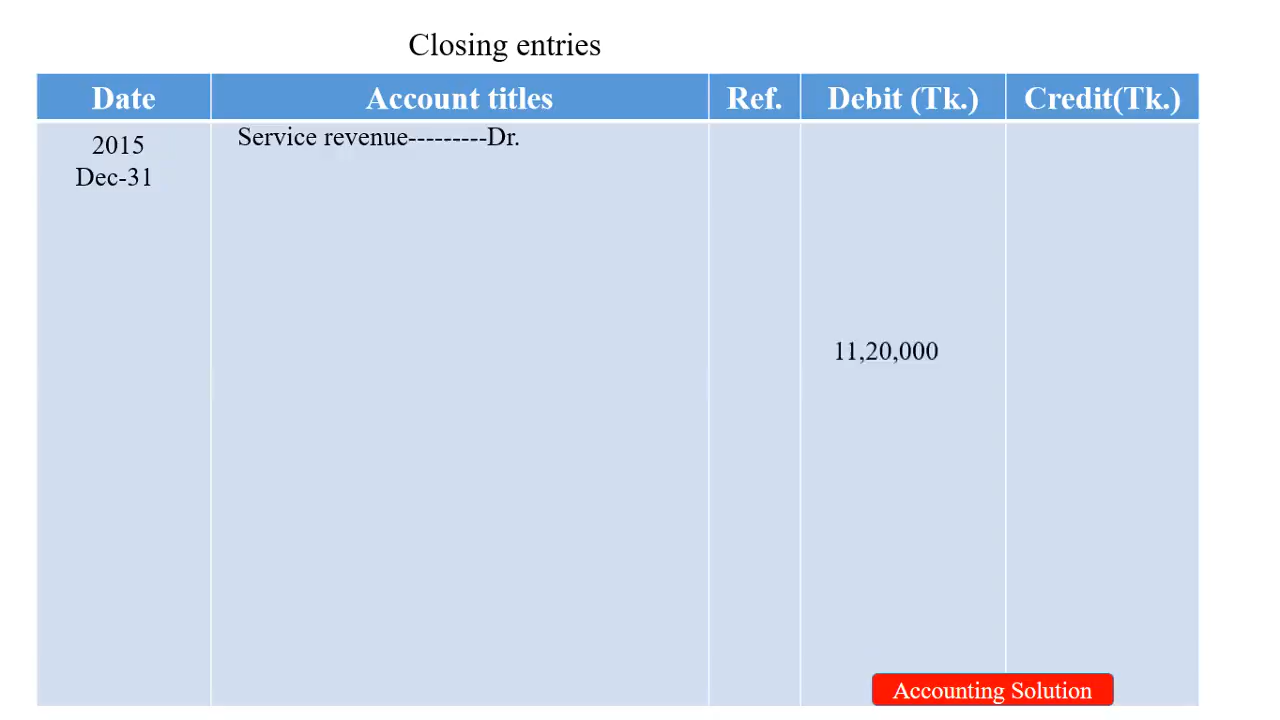 Closing entries
Date Account titles Ref. Debit (Tk.) Credit(Tk.)
2015 Service revenue---------Dr.
Dec-31
11,20,000
Accounting Solution